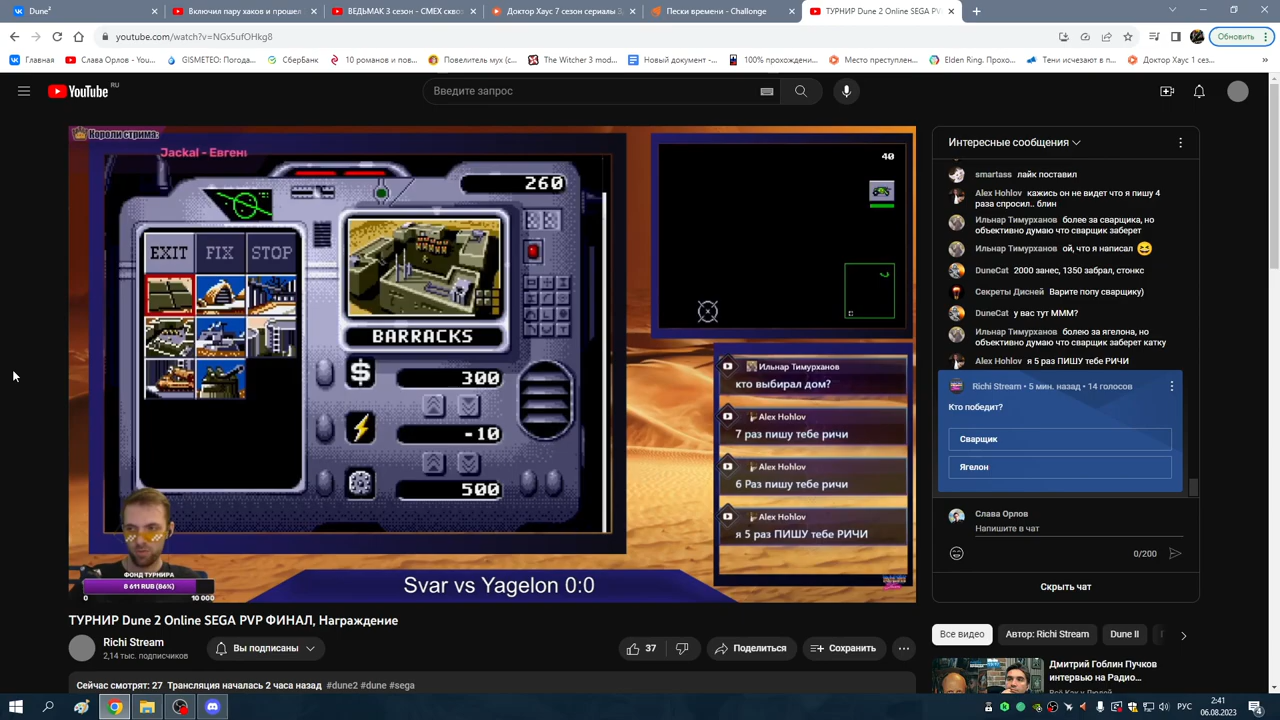 Dune²
Включил пару хаков и прошел
ВЕДЬМАК 3 сезон - СМЕХ сквоз
Доктор Хаус 7 сезон сериалы
Пески времени - Challonge
ТУРНИР Dune 2 Online SEGA PV
youtube.com/watch?v=NGx5ufOHkg8
Обновить
Главная
Слава Орлов - You...
GISMETEO: Погода...
СберБанк
10 романов и пов...
Повелитель мух (с...
The Witcher 3 mod...
Новый документ -...
100% прохождени...
Место преступлен...
Elden Ring. Прохо...
Тени исчезают в п...
Доктор Хаус 1 сез...
YouTube
RU
Введите запрос
Короли стрима:
Jackal - Евгень
260
EXIT
FIX
STOP
BARRACKS
$
300
-10
500
40
Ильнар Тимурханов
кто выбирал дом?
Alex Hohlov
7 раз пишу тебе ричи
Alex Hohlov
6 Раз пишу тебе ричи
Alex Hohlov
я 5 раз ПИШУ тебе РИЧИ
ФОНД ТУРНИРА
8 611 RUB (86%)
0
10 000
Svar vs Yagelon 0:0
ТУРНИР Dune 2 Online SEGA PVP ФИНАЛ, Награждение
Richi Stream
2,14 тыс. подписчиков
Вы подписаны
37
Поделиться
Сохранить
Сейчас смотрят: 27 Трансляция началась 2 часа назад #dune2 #dune #sega
Интересные сообщения
smartass лайк поставил
Alex Hohlov кажись он не видет что я пишу 4
раза спросил.. блин
Ильнар Тимурханов более за сварщика, но
объективно думаю что сварщик заберет
Ильнар Тимурханов ой, что я написал
DuneCat 2000 занес, 1350 забрал, стонкс
Секреты Дисней Варите попу сварщику)
DuneCat у вас тут МММ?
Ильнар Тимурханов болею за ягелона, но
объективно думаю что сварщик заберет катку
Alex Hohlov я 5 раз ПИШУ тебе РИЧИ
Richi Stream • 5 мин. назад • 14 голосов
Кто победит?
Сварщик
Ягелон
Слава Орлов
Напишите в чат
0/200
Скрыть чат
Все видео
Автор: Richi Stream
Dune II
Дмитрий Гоблин Пучков
интервью на Радио...
Всё Как у Людей
РУС
2:41
06.08.2023
4